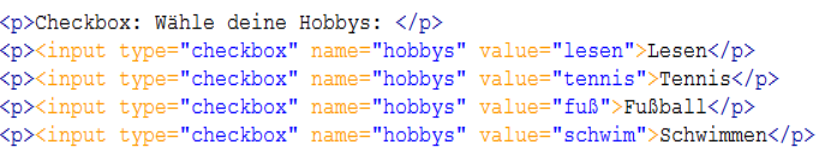 <p>Checkbox: Wähle deine Hobbys: </p>
<p><input type="checkbox" name="hobbys" value="lesen">Lesen</p>
<p><input type="checkbox" name="hobbys" value="tennis">Tennis</p>
<p><input type="checkbox" name="hobbys" value="fuß">Fußball</p>
<p><input type="checkbox" name="hobbys" value="schwim">Schwimmen</p>